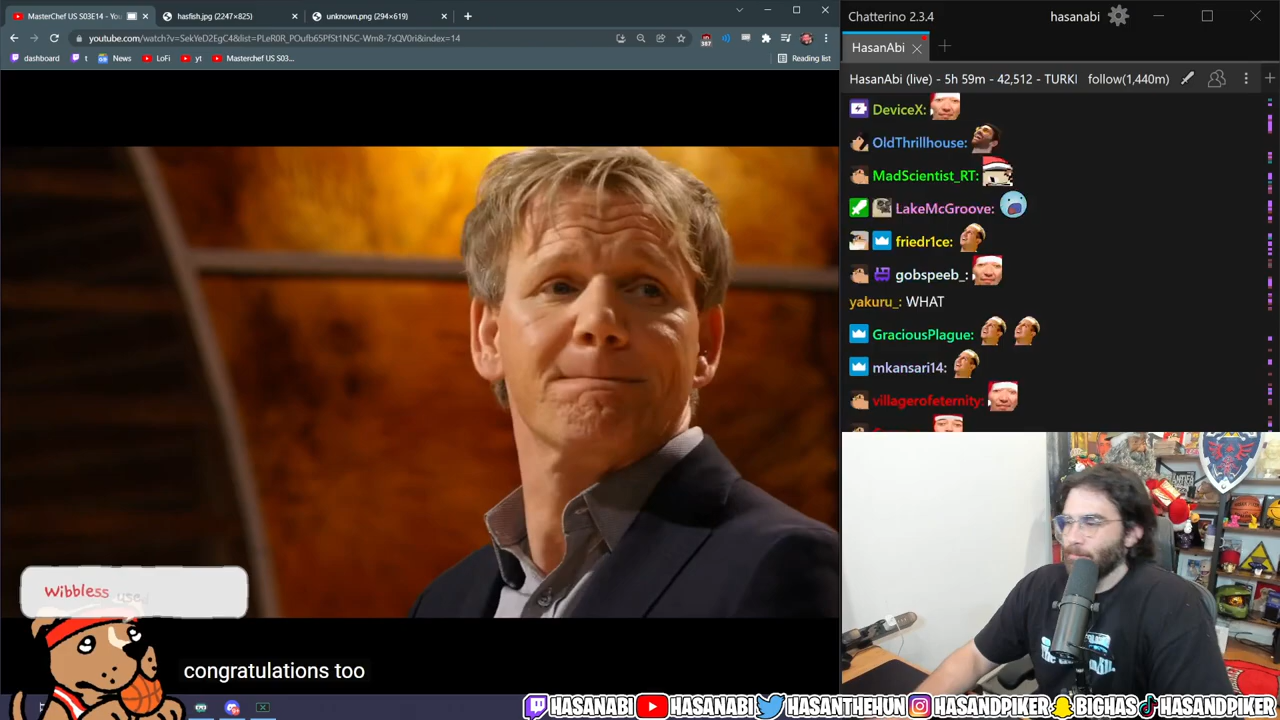 MasterChef US S03E14 - You
hasfish.jpg (2247×825)
unknown.png (294×619)
youtube.com/watch?v=SekYeD2EgC4&list=PLeR0R_POufb65PfSt1N5C-Wm8-7sQV0ri&index=14
387
dashboard
t
News
LoFi
yt
Masterchef US S03...
Reading list
Chatterino 2.3.4
hasanabi
HasanAbi
HasanAbi (live) - 5h 59m - 42,512 - TURKI
follow(1,440m)
DeviceX:
OldThrillhouse:
MadScientist_RT:
LakeMcGroove:
friedr1ce:
gobspeeb_:
yakuru_: WHAT
GraciousPlague:
mkansari14:
villagerofeternity:
Wibbless used
congratulations too
HASANABI
HASANABI
HASANTHEHUN
HASANDPIKER
BIGHAS
HASANDPIKER